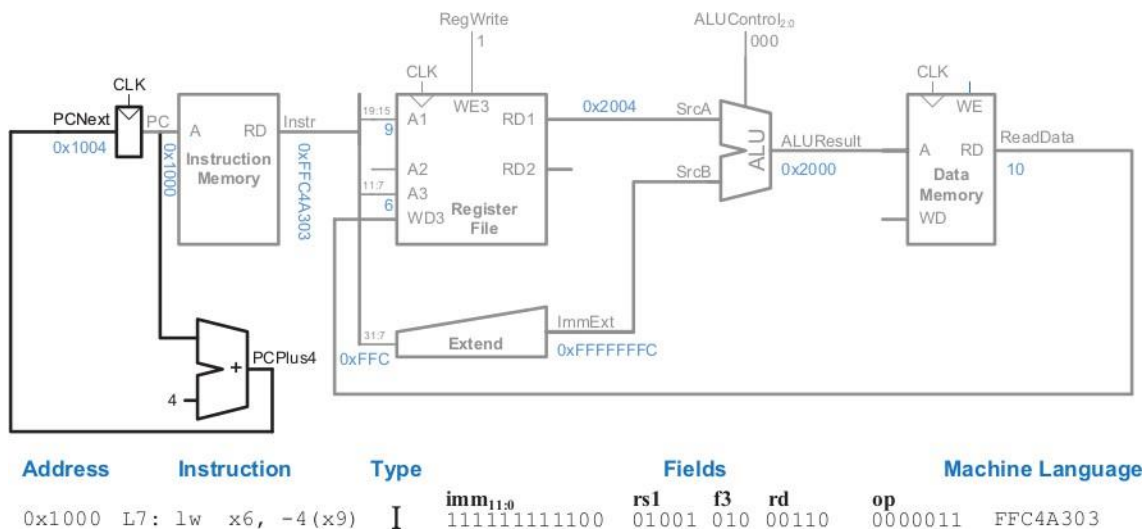 RegWrite
ALUControl2:0
1
000
CLK
CLK
CLK
PCNext
PC
A
RD
Instr
19:15
A1
WE3
RD1
0x2004
SrcA
WE
0x1004
9
0x1000
Instruction
Memory
0xFFC4A303
A2
RD2
SrcB
ALU
ALUResult
0x2000
A
RD
ReadData
10
11:7
A3
6
WD3
Register
File
Data
Memory
WD
31:7
0xFFC
Extend
ImmExt
0xFFFFFFFC
+
PCPlus4
4
Address Instruction Type Fields Machine Language
imm11:0 rs1 f3 rd op
0x1000 L7: lw x6, -4(x9) I 111111111100 01001 010 00110 0000011 FFC4A303